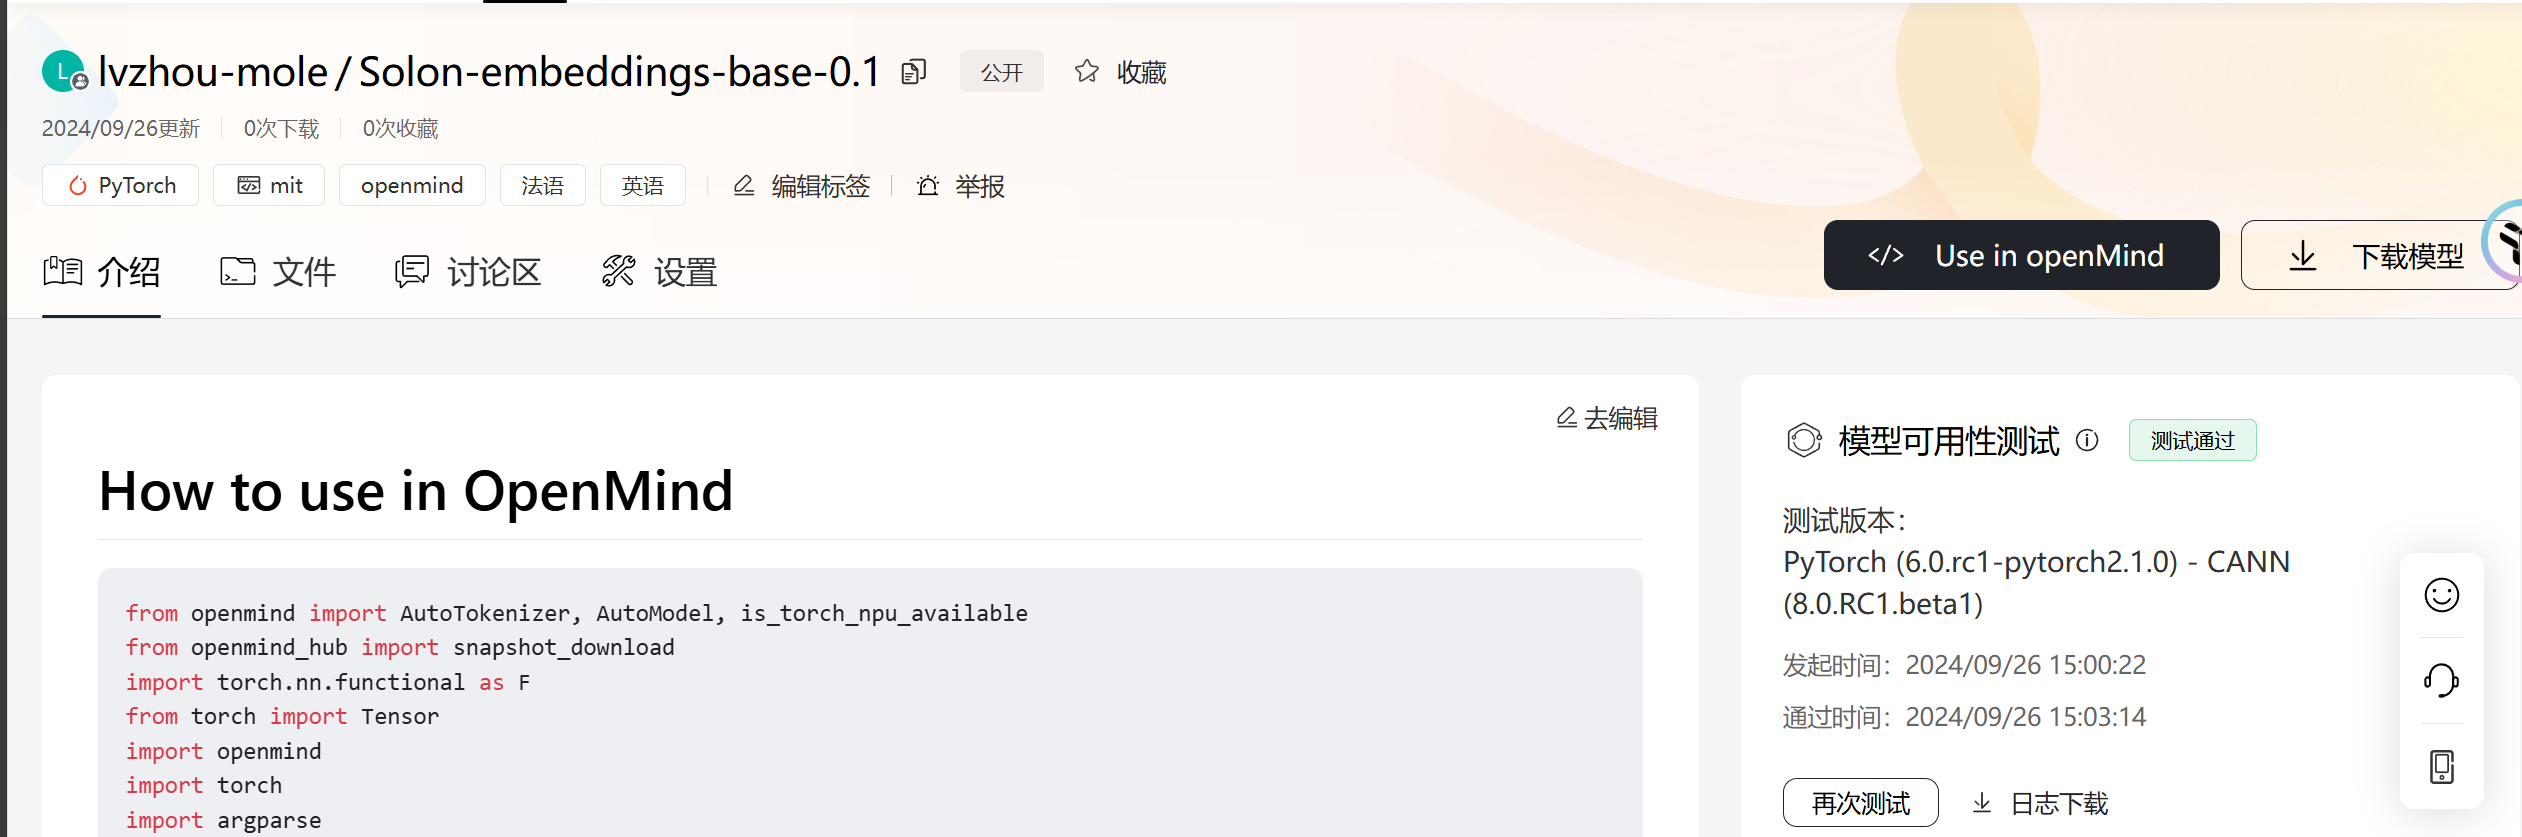 L lvzhou-mole / Solon-embeddings-base-0.1 公开 收藏
2024/09/26更新 0次下载 0次收藏
PyTorch mit openmind 法语 英语 编辑标签 举报
介绍 文件 讨论区 设置
</> Use in openMind 下载模型
去编辑
How to use in OpenMind
from openmind import AutoTokenizer, AutoModel, is_torch_npu_available
from openmind_hub import snapshot_download
import torch.nn.functional as F
from torch import Tensor
import openmind
import torch
import argparse
模型可用性测试 测试通过
测试版本：
PyTorch (6.0.rc1-pytorch2.1.0) - CANN
(8.0.RC1.beta1)
发起时间：2024/09/26 15:00:22
通过时间：2024/09/26 15:03:14
再次测试 日志下载